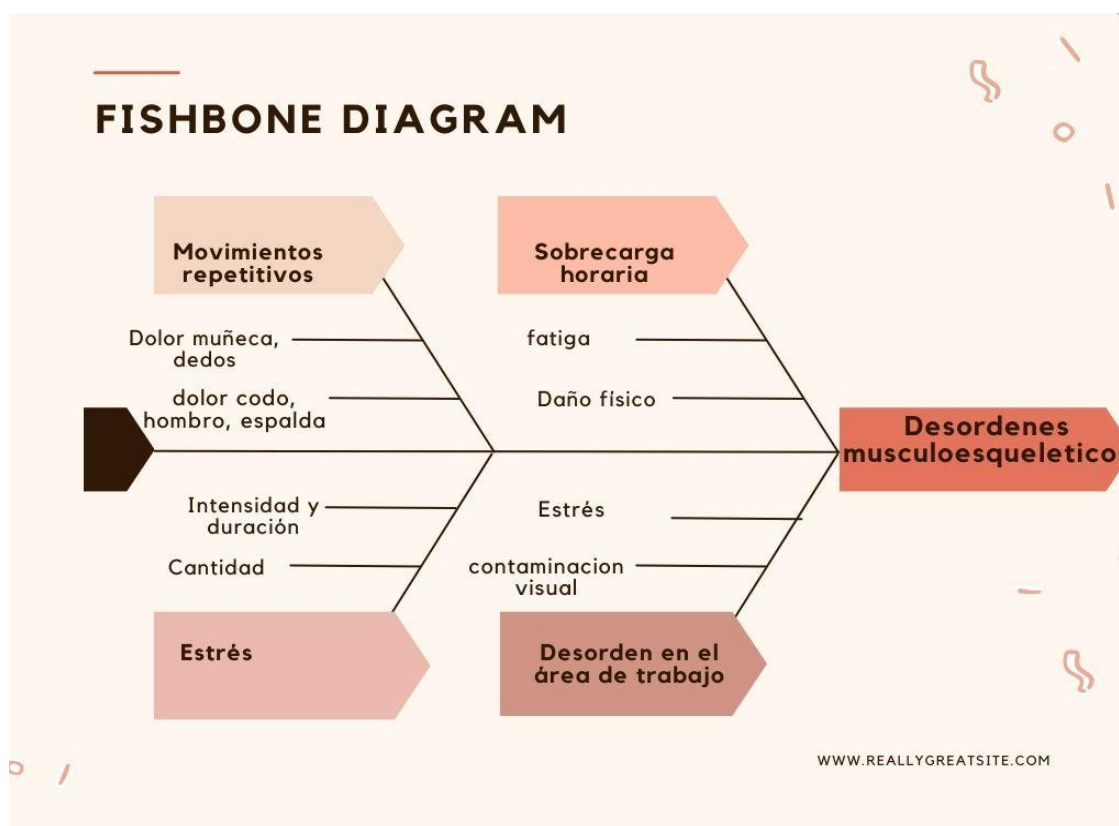 FISHBONE DIAGRAM
Movimientos
repetitivos
Sobrecarga
horaria
Dolor muñeca,
dedos
fatiga
dolor codo,
hombro, espalda
Daño físico
Desordenes
musculoesqueletico
Intensidad y
duración
Estrés
Cantidad
contaminacion
visual
Estrés
Desorden en el
área de trabajo
WWW.REALLYGREATSITE.COM